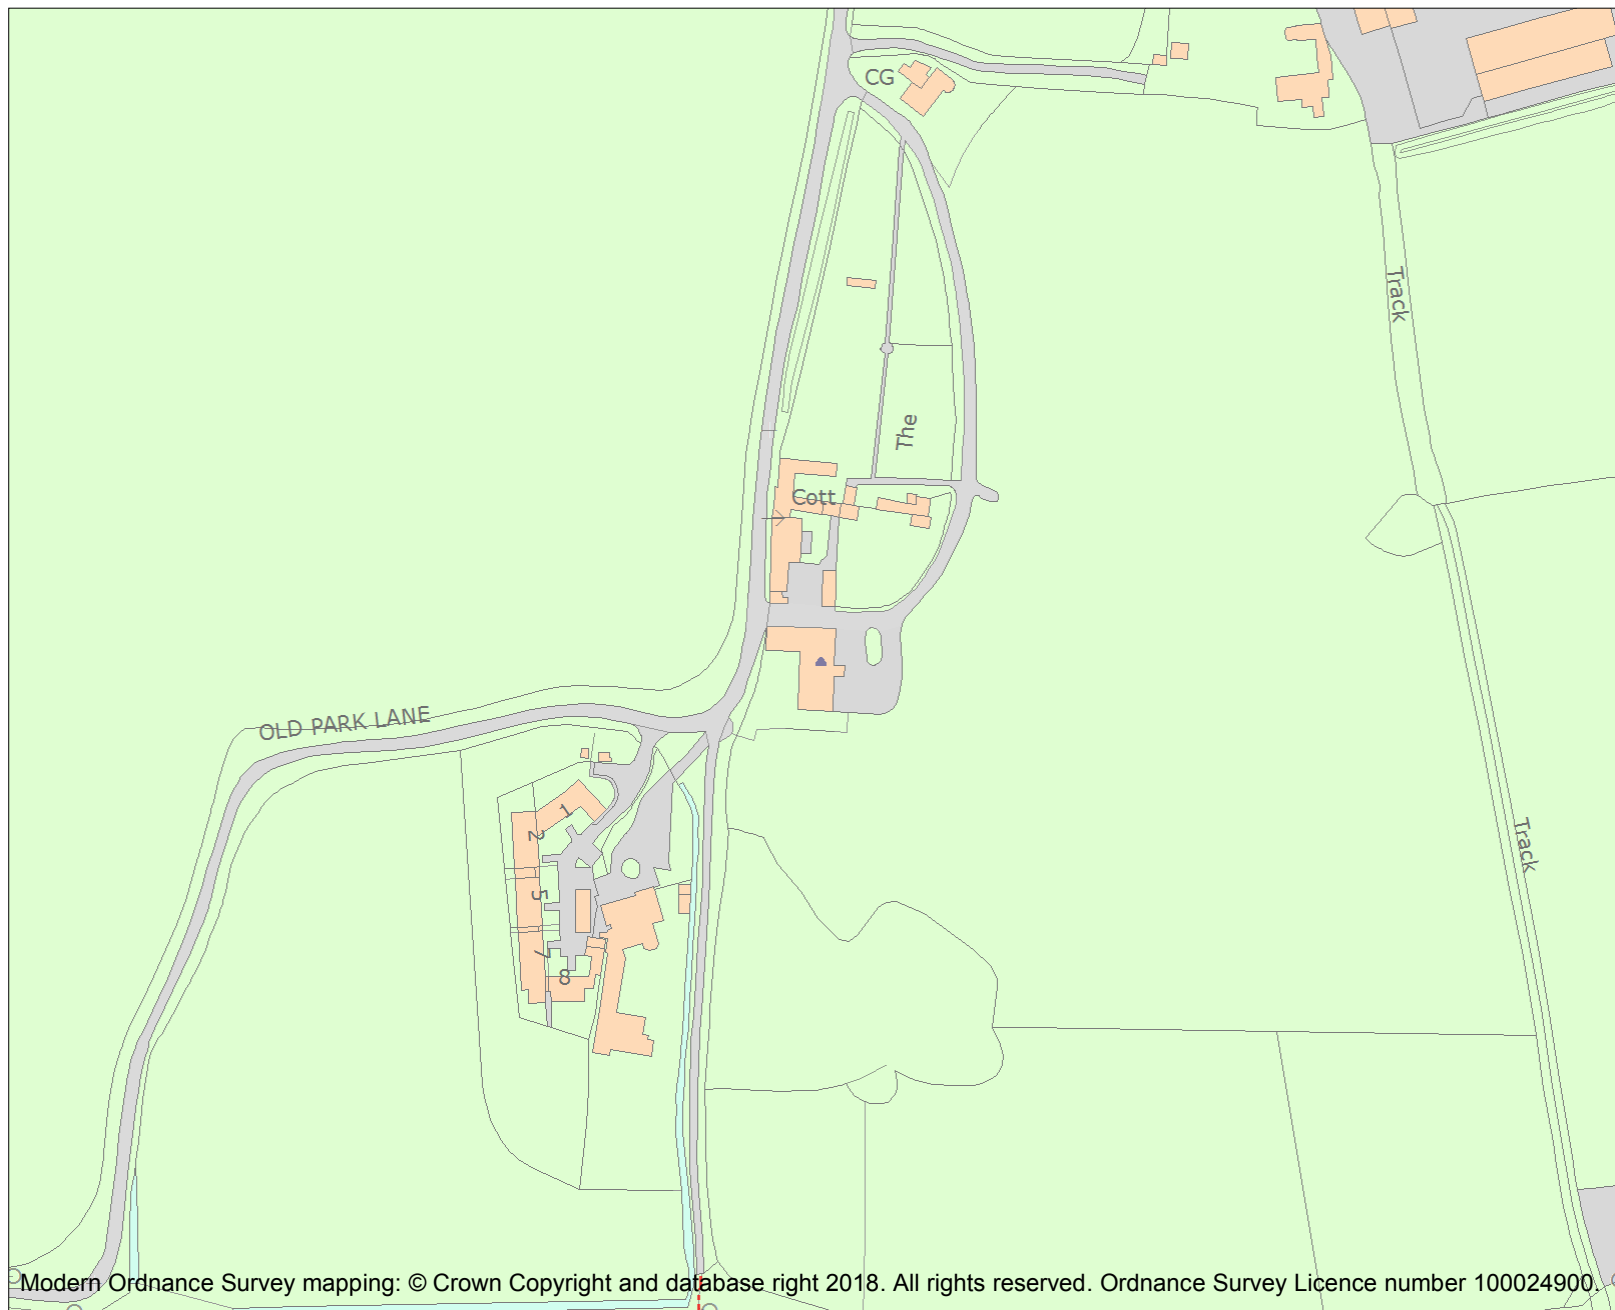 CG
Track
The
Cott
OLD PARK LANE
1
2
Track
5
7
8
Modern Ordnance Survey mapping: © Crown Copyright and database right 2018. All rights reserved. Ordnance Survey Licence number 100024900.